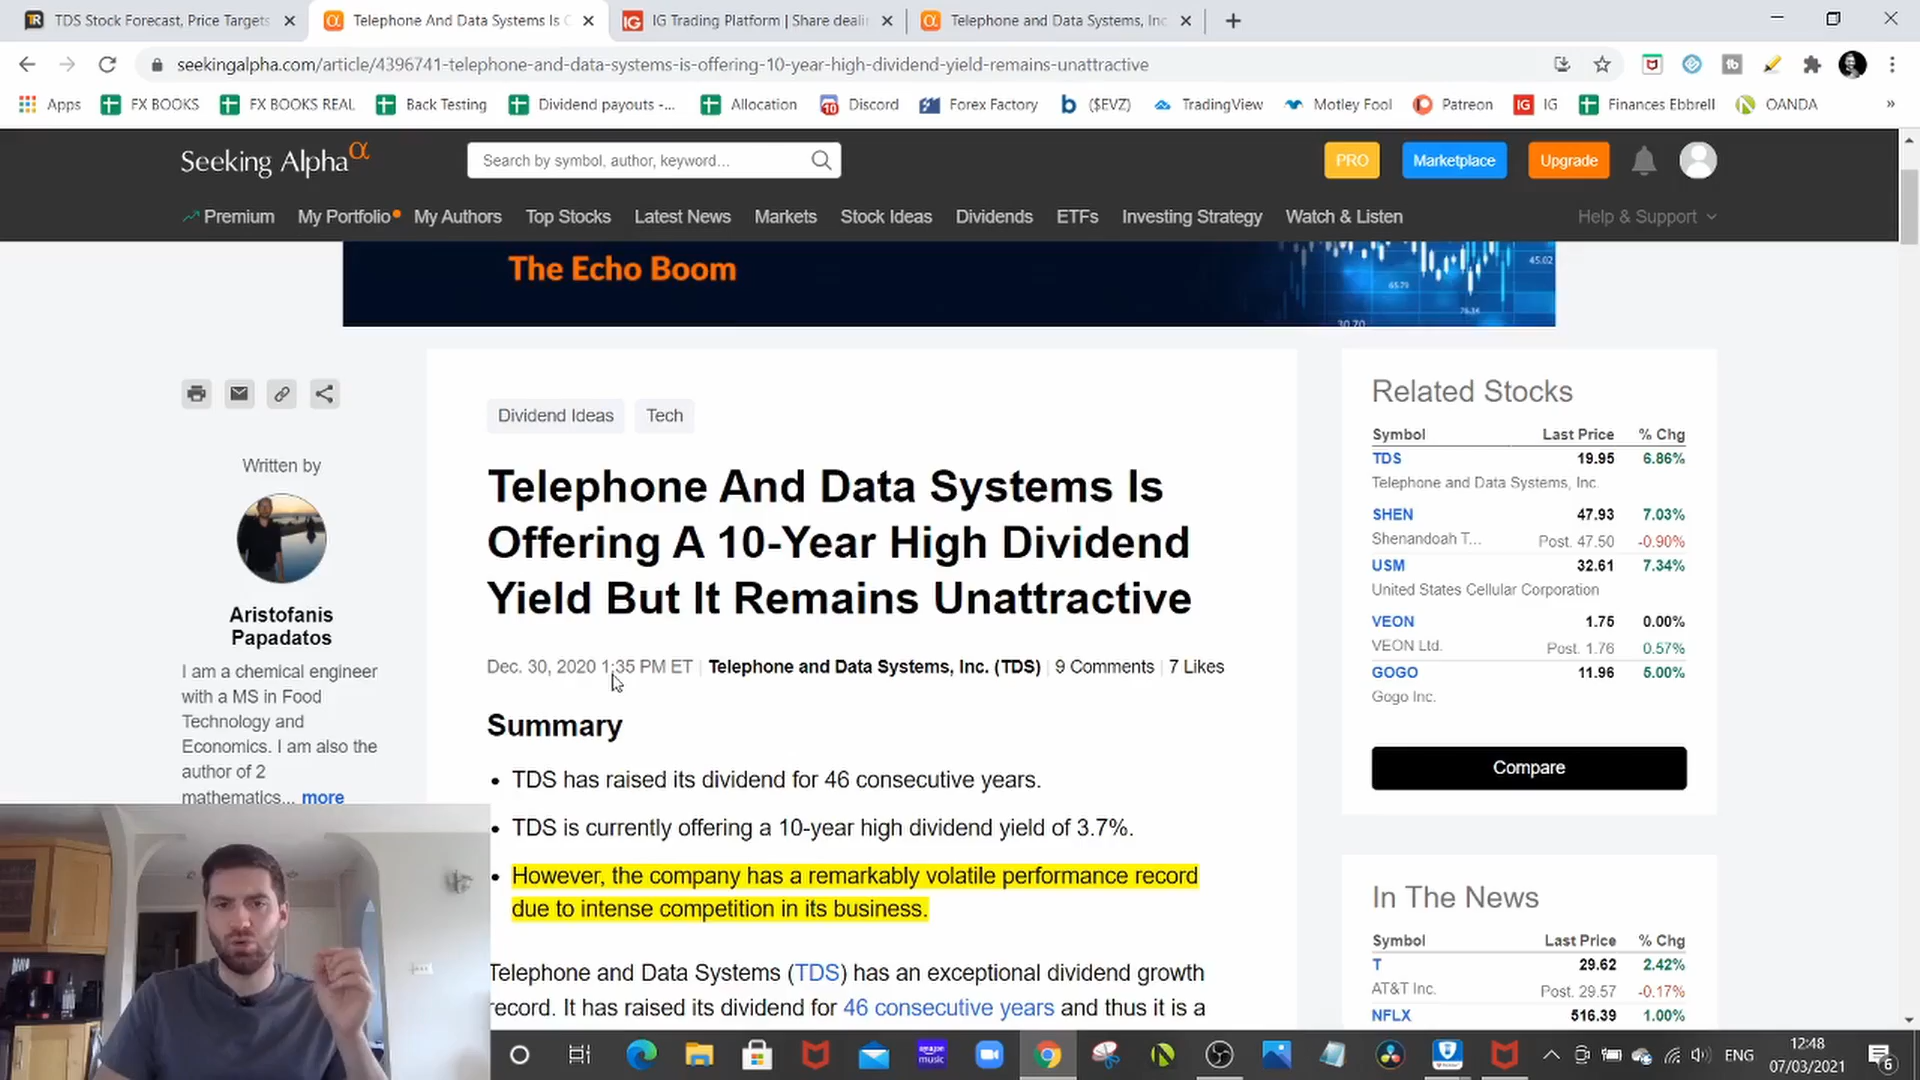 TDS Stock Forecast, Price Targets
Telephone And Data Systems Is O
IG Trading Platform | Share deali
Telephone and Data Systems, Inc
seekingalpha.com/article/4396741-telephone-and-data-systems-is-offering-10-year-high-dividend-yield-remains-unattractive
Apps
FX BOOKS
FX BOOKS REAL
Back Testing
Dividend payouts -...
Allocation
Discord
Forex Factory
($EVZ)
TradingView
Motley Fool
Patreon
IG
Finances Ebbrell
OANDA
»
Seeking Alpha α
Search by symbol, author, keyword...
PRO
Marketplace
Upgrade
Premium
My Portfolio
My Authors
Top Stocks
Latest News
Markets
Stock Ideas
Dividends
ETFs
Investing Strategy
Watch & Listen
Help & Support
The Echo Boom
45.02
65.79
76.34
30.70
Dividend Ideas
Tech
Written by
Aristofanis
Papadatos
I am a chemical engineer
with a MS in Food
Technology and
Economics. I am also the
author of 2
mathematics... more
Telephone And Data Systems Is
Offering A 10-Year High Dividend
Yield But It Remains Unattractive
Dec. 30, 2020 1:35 PM ET | Telephone and Data Systems, Inc. (TDS) | 9 Comments | 7 Likes
Summary
• TDS has raised its dividend for 46 consecutive years.
• TDS is currently offering a 10-year high dividend yield of 3.7%.
• However, the company has a remarkably volatile performance record
due to intense competition in its business.
Telephone and Data Systems (TDS) has an exceptional dividend growth
record. It has raised its dividend for 46 consecutive years and thus it is a
Related Stocks
Symbol Last Price % Chg
TDS 19.95 6.86%
Telephone and Data Systems, Inc.
SHEN 47.93 7.03%
Shenandoah T... Post. 47.50 -0.90%
USM 32.61 7.34%
United States Cellular Corporation
VEON 1.75 0.00%
VEON Ltd. Post. 1.76 0.57%
GOGO 11.96 5.00%
Gogo Inc.
Compare
In The News
Symbol Last Price % Chg
T 29.62 2.42%
AT&T Inc. Post. 29.57 -0.17%
NFLX 516.39 1.00%
amazon music
ENG
12:48
07/03/2021
6